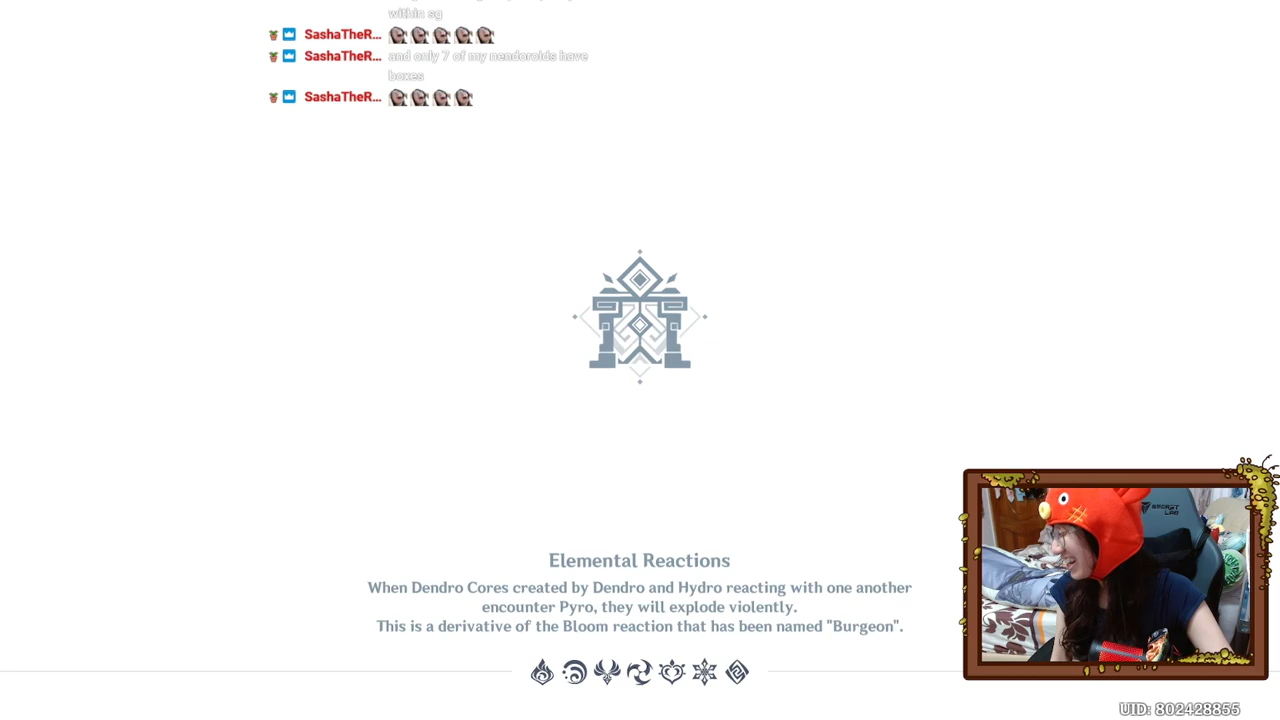 within sg
SashaTheR...
SashaTheR... and only 7 of my nendoroids have
boxes
SashaTheR...
Elemental Reactions
When Dendro Cores created by Dendro and Hydro reacting with one another
encounter Pyro, they will explode violently.
This is a derivative of the Bloom reaction that has been named "Burgeon".
UID: 802428855